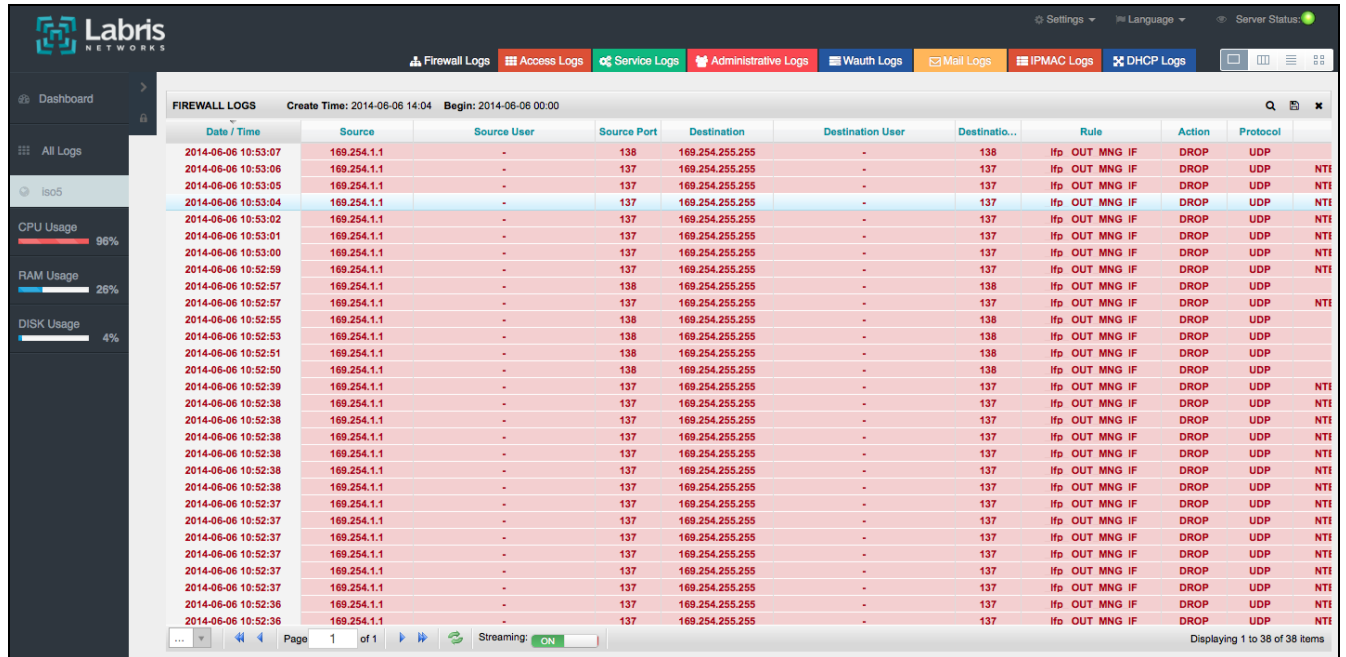 Labris
NETWORKS
Settings Language Server Status:
Firewall Logs Access Logs Service Logs Administrative Logs Wauth Logs Mail Logs IPMAC Logs DHCP Logs
Dashboard
All Logs
iso5
CPU Usage
96%
RAM Usage
26%
DISK Usage
4%
FIREWALL LOGS Create Time: 2014-06-06 14:04 Begin: 2014-06-06 00:00
Date / Time Source Source User Source Port Destination Destination User Destinatio... Rule Action Protocol
2014-06-06 10:53:07 169.254.1.1 - 138 169.254.255.255 - 138 lfp OUT MNG IF DROP UDP
2014-06-06 10:53:06 169.254.1.1 - 137 169.254.255.255 - 137 lfp OUT MNG IF DROP UDP
2014-06-06 10:53:05 169.254.1.1 - 137 169.254.255.255 - 137 lfp OUT MNG IF DROP UDP
2014-06-06 10:53:04 169.254.1.1 - 137 169.254.255.255 - 137 lfp OUT MNG IF DROP UDP
2014-06-06 10:53:02 169.254.1.1 - 137 169.254.255.255 - 137 lfp OUT MNG IF DROP UDP
2014-06-06 10:53:01 169.254.1.1 - 137 169.254.255.255 - 137 lfp OUT MNG IF DROP UDP
2014-06-06 10:53:00 169.254.1.1 - 137 169.254.255.255 - 137 lfp OUT MNG IF DROP UDP
2014-06-06 10:52:59 169.254.1.1 - 137 169.254.255.255 - 137 lfp OUT MNG IF DROP UDP
2014-06-06 10:52:57 169.254.1.1 - 138 169.254.255.255 - 138 lfp OUT MNG IF DROP UDP
2014-06-06 10:52:57 169.254.1.1 - 137 169.254.255.255 - 137 lfp OUT MNG IF DROP UDP
2014-06-06 10:52:55 169.254.1.1 - 138 169.254.255.255 - 138 lfp OUT MNG IF DROP UDP
2014-06-06 10:52:53 169.254.1.1 - 138 169.254.255.255 - 138 lfp OUT MNG IF DROP UDP
2014-06-06 10:52:51 169.254.1.1 - 138 169.254.255.255 - 138 lfp OUT MNG IF DROP UDP
2014-06-06 10:52:50 169.254.1.1 - 138 169.254.255.255 - 138 lfp OUT MNG IF DROP UDP
2014-06-06 10:52:39 169.254.1.1 - 137 169.254.255.255 - 137 lfp OUT MNG IF DROP UDP
2014-06-06 10:52:38 169.254.1.1 - 137 169.254.255.255 - 137 lfp OUT MNG IF DROP UDP
2014-06-06 10:52:38 169.254.1.1 - 137 169.254.255.255 - 137 lfp OUT MNG IF DROP UDP
2014-06-06 10:52:38 169.254.1.1 - 137 169.254.255.255 - 137 lfp OUT MNG IF DROP UDP
2014-06-06 10:52:38 169.254.1.1 - 137 169.254.255.255 - 137 lfp OUT MNG IF DROP UDP
2014-06-06 10:52:38 169.254.1.1 - 137 169.254.255.255 - 137 lfp OUT MNG IF DROP UDP
2014-06-06 10:52:38 169.254.1.1 - 137 169.254.255.255 - 137 lfp OUT MNG IF DROP UDP
2014-06-06 10:52:37 169.254.1.1 - 137 169.254.255.255 - 137 lfp OUT MNG IF DROP UDP
2014-06-06 10:52:37 169.254.1.1 - 137 169.254.255.255 - 137 lfp OUT MNG IF DROP UDP
2014-06-06 10:52:37 169.254.1.1 - 137 169.254.255.255 - 137 lfp OUT MNG IF DROP UDP
2014-06-06 10:52:37 169.254.1.1 - 137 169.254.255.255 - 137 lfp OUT MNG IF DROP UDP
2014-06-06 10:52:37 169.254.1.1 - 137 169.254.255.255 - 137 lfp OUT MNG IF DROP UDP
2014-06-06 10:52:37 169.254.1.1 - 137 169.254.255.255 - 137 lfp OUT MNG IF DROP UDP
2014-06-06 10:52:36 169.254.1.1 - 137 169.254.255.255 - 137 lfp OUT MNG IF DROP UDP
2014-06-06 10:52:36 169.254.1.1 - 137 169.254.255.255 - 137 lfp OUT MNG IF DROP UDP
... Page 1 of 1 Streaming: ON Displaying 1 to 38 of 38 items